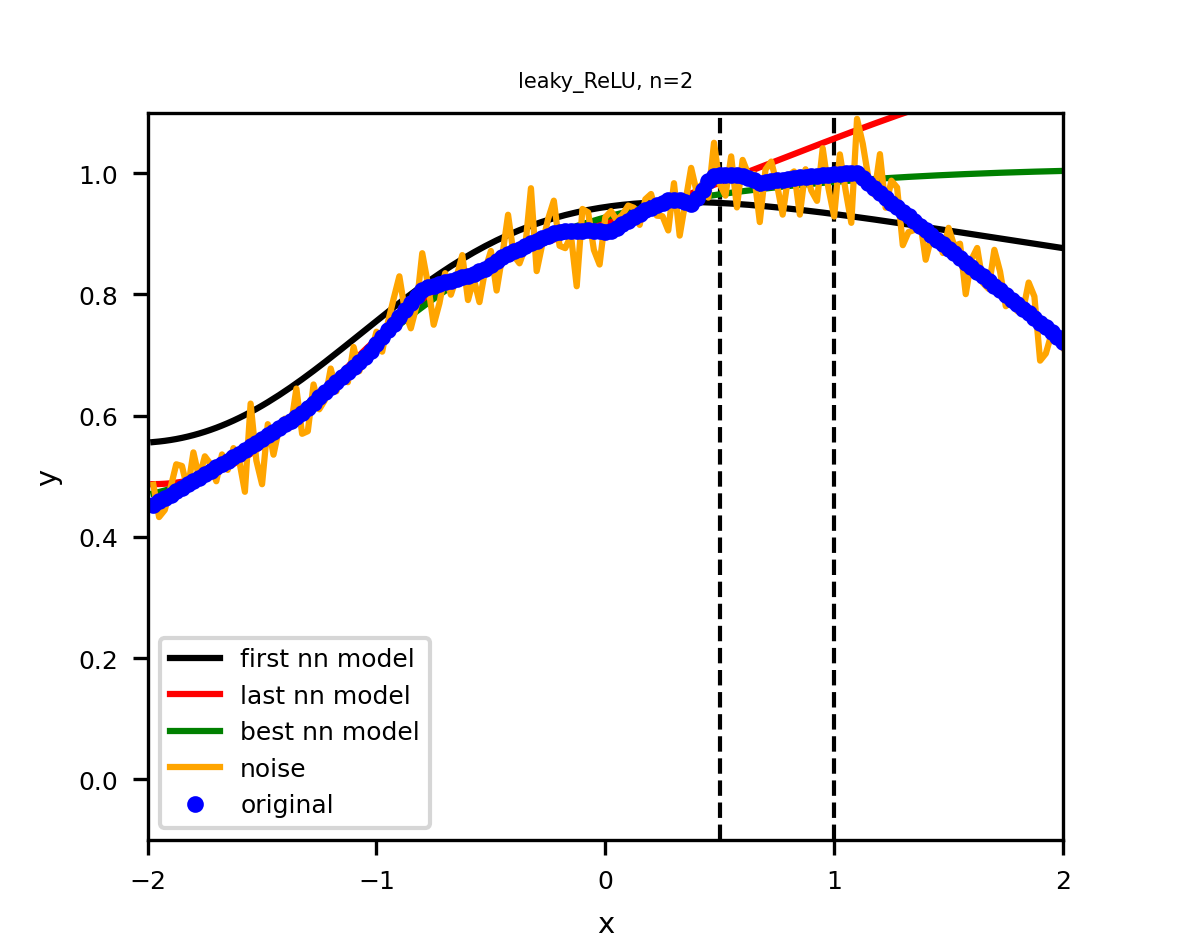 leaky_ReLU, n=2
1.0
0.8
0.6
0.4
0.2
0.0
y
first nn model
last nn model
best nn model
noise
original
−2 −1 0 1 2
x